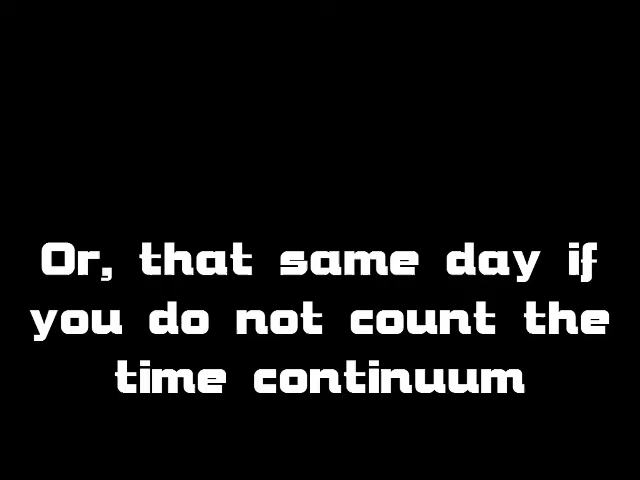 Or, that same day if
you do not count the
time continuum